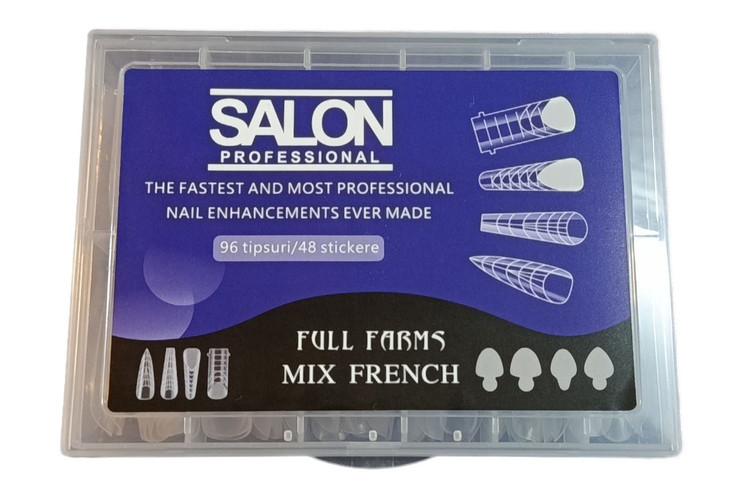 SALON
PROFESSIONAL
THE FASTEST AND MOST PROFESSIONAL
NAIL ENHANCEMENTS EVER MADE
96 tipsuri/48 stickere
FULL FARMS
MIX FRENCH